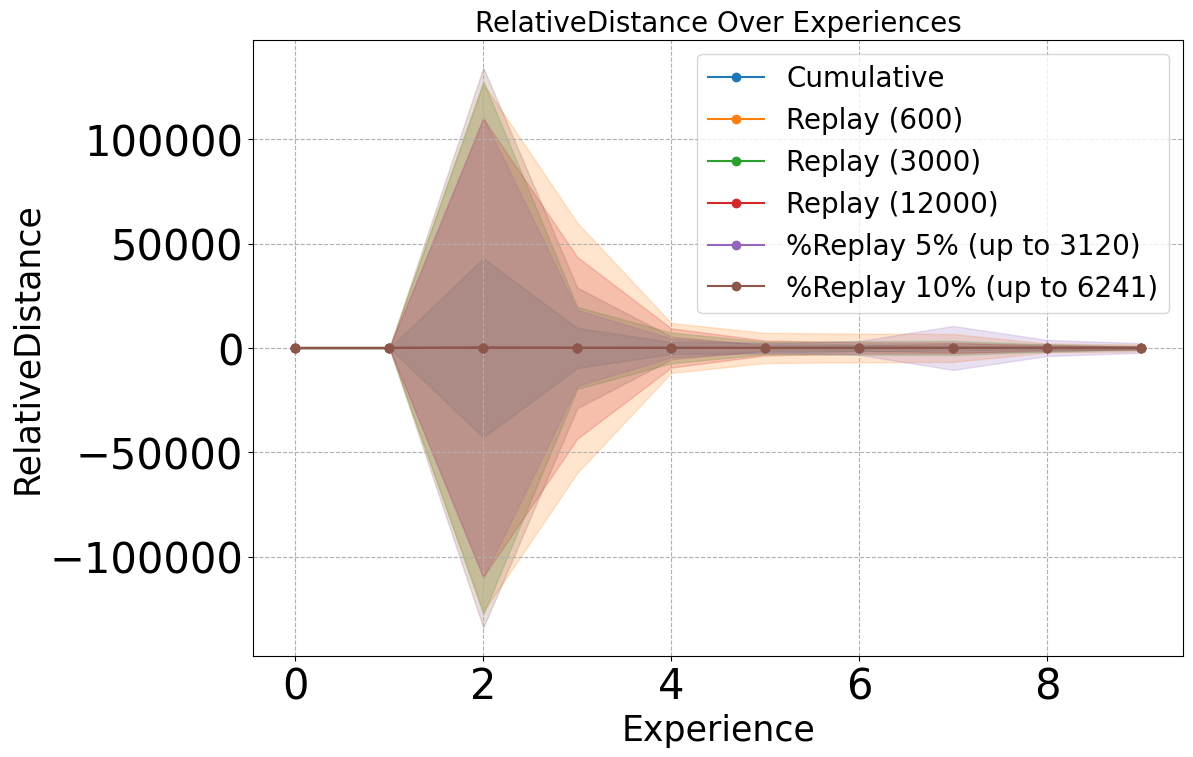 RelativeDistance Over Experiences
RelativeDistance
100000
50000
0
−50000
−100000
Cumulative
Replay (600)
Replay (3000)
Replay (12000)
%Replay 5% (up to 3120)
%Replay 10% (up to 6241)
0 2 4 6 8
Experience